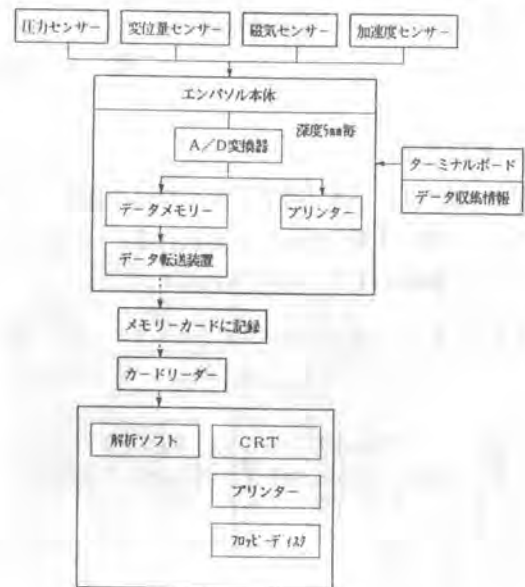 圧力センサー
変位量センサー
磁気センサー
加速度センサー
エンパソル本体
深度5mm毎
A/D変換器
ターミナルボード
データ収集情報
データメモリー
プリンター
データ転送装置
メモリーカードに記録
カードリーダー
解析ソフト
CRT
プリンター
フロッピーディスク